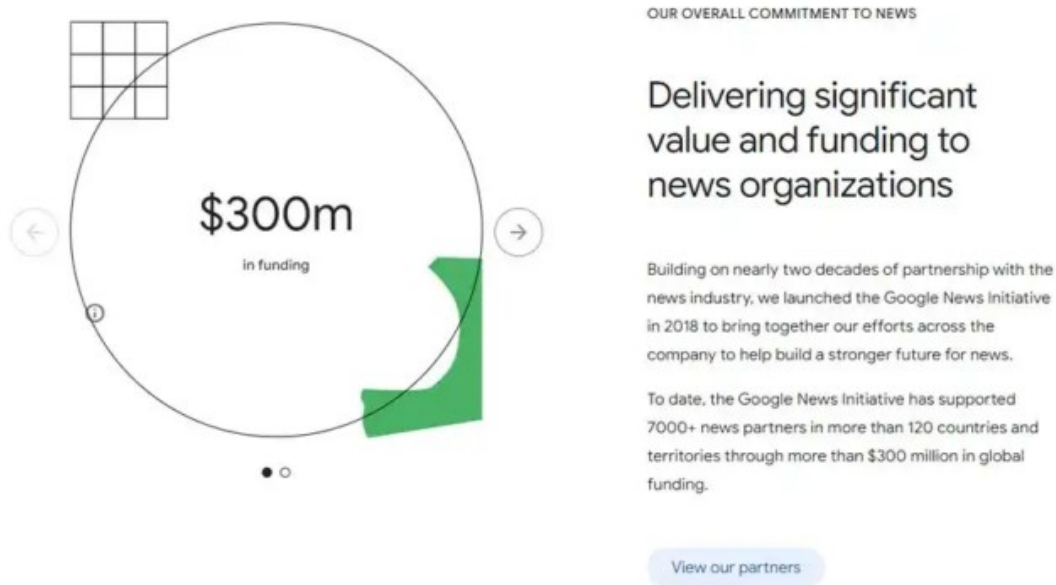 $300m
in funding
OUR OVERALL COMMITMENT TO NEWS
Delivering significant
value and funding to
news organizations
Building on nearly two decades of partnership with the
news industry, we launched the Google News Initiative
in 2018 to bring together our efforts across the
company to help build a stronger future for news.
To date, the Google News Initiative has supported
7000+ news partners in more than 120 countries and
territories through more than $300 million in global
funding.
View our partners